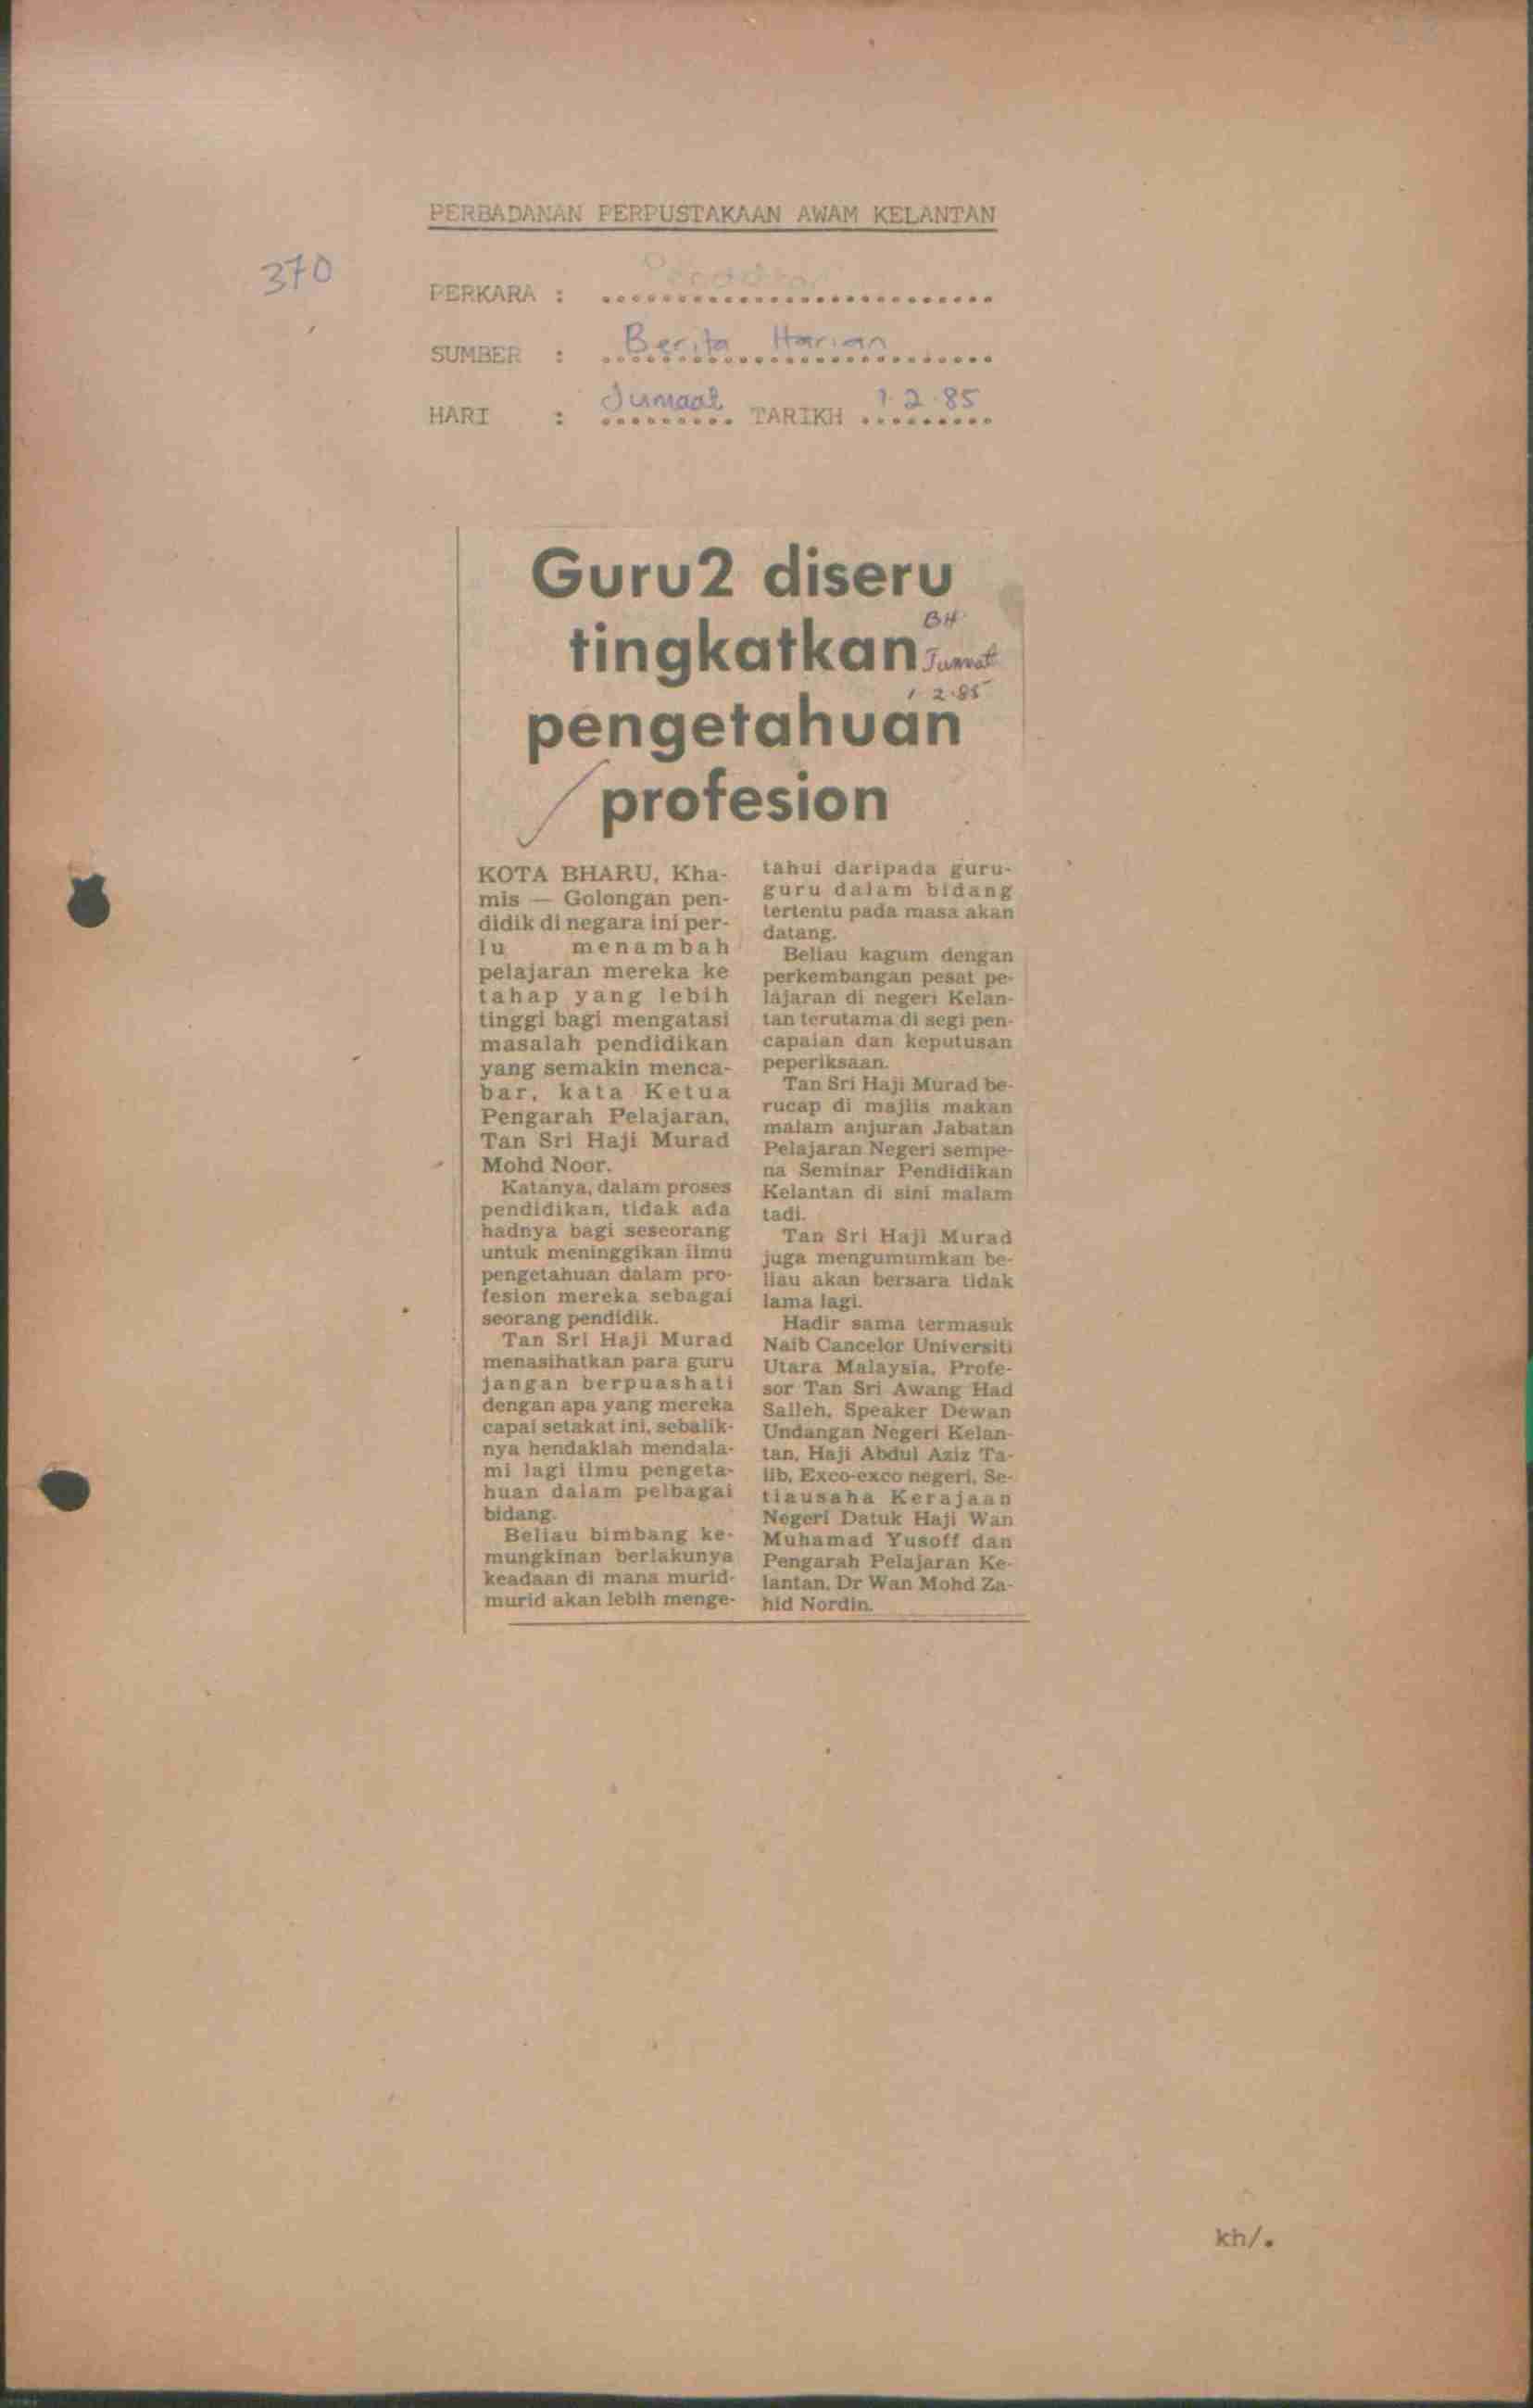 PERBADANAN PERPUSTAKAAN AWAM KELANTAN
370
PERKARA :
SUMBER : Berita Harian
HARI : Jumaat TARIKH 1.2.85
Guru2 diseru
tingkatkan
pengetahuan
profesion
BH
Jumaat
1.2.85
KOTA BHARU, Kha-
mis — Golongan pen-
didik di negara ini per-
lu menambah
pelajaran mereka ke
tahap yang lebih
tinggi bagi mengatasi
masalah pendidikan
yang semakin menca-
bar, kata Ketua
Pengarah Pelajaran,
Tan Sri Haji Murad
Mohd Noor.
Katanya, dalam proses
pendidikan, tidak ada
hadnya bagi seseorang
untuk meninggikan ilmu
pengetahuan dalam pro-
fesion mereka sebagai
seorang pendidik.
Tan Sri Haji Murad
menasihatkan para guru
jangan berpuashati
dengan apa yang mereka
capai setakat ini, sebalik-
nya hendaklah mendala-
mi lagi ilmu pengeta-
huan dalam pelbagai
bidang.
Beliau bimbang ke-
mungkinan berlakunya
keadaan di mana murid-
murid akan lebih menge-
tahui daripada guru-
guru dalam bidang
tertentu pada masa akan
datang.
Beliau kagum dengan
perkembangan pesat pe-
lajaran di negeri Kelan-
tan terutama di segi pen-
capaian dan keputusan
peperiksaan.
Tan Sri Haji Murad be-
rucap di majlis makan
malam anjuran Jabatan
Pelajaran Negeri sempe-
na Seminar Pendidikan
Kelantan di sini malam
tadi.
Tan Sri Haji Murad
juga mengumumkan be-
liau akan bersara tidak
lama lagi.
Hadir sama termasuk
Naib Cancelor Universiti
Utara Malaysia, Profe-
sor Tan Sri Awang Had
Salleh, Speaker Dewan
Undangan Negeri Kelan-
tan, Haji Abdul Aziz Ta-
lib, Exco-exco negeri, Se-
tiausaha Kerajaan
Negeri Datuk Haji Wan
Muhamad Yusoff dan
Pengarah Pelajaran Ke-
lantan, Dr Wan Mohd Za-
hid Nordin.
kh/.